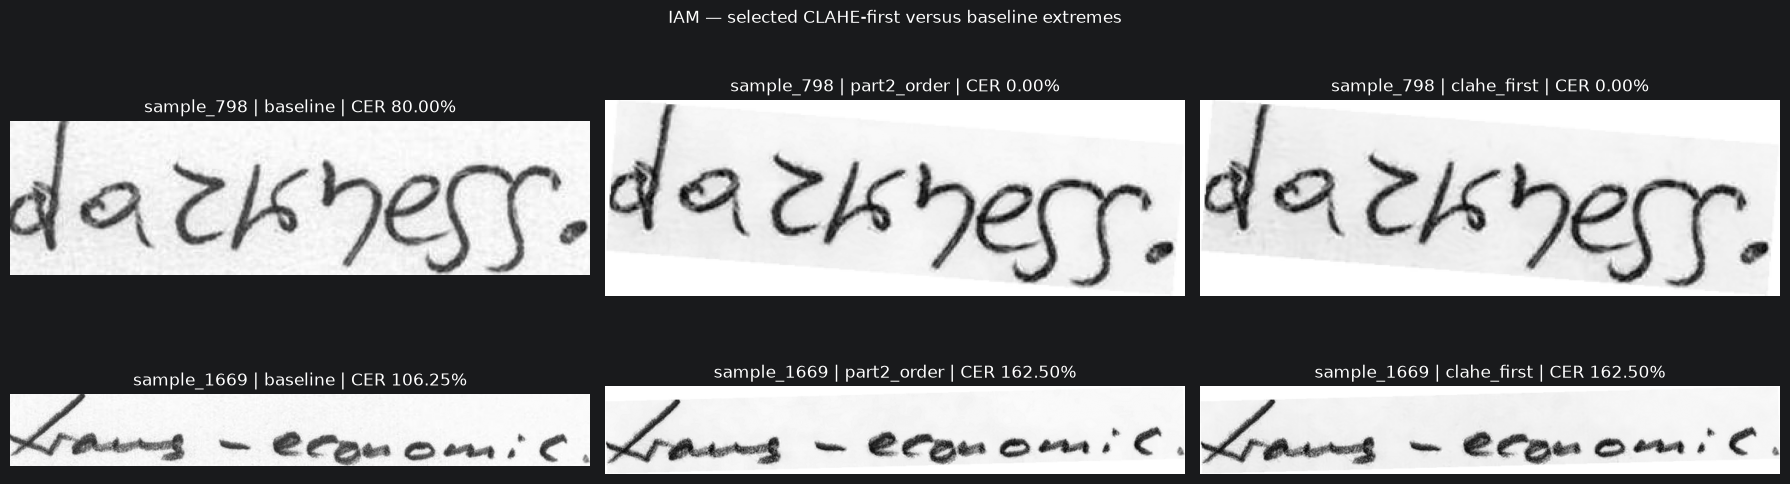 IAM — selected CLAHE-first versus baseline extremes
sample_798 | baseline | CER 80.00%
darkness.
sample_798 | part2_order | CER 0.00%
darkness.
sample_798 | clahe_first | CER 0.00%
darkness.
sample_1669 | baseline | CER 106.25%
trans - economic.
sample_1669 | part2_order | CER 162.50%
trans - economic.
sample_1669 | clahe_first | CER 162.50%
trans - economic.